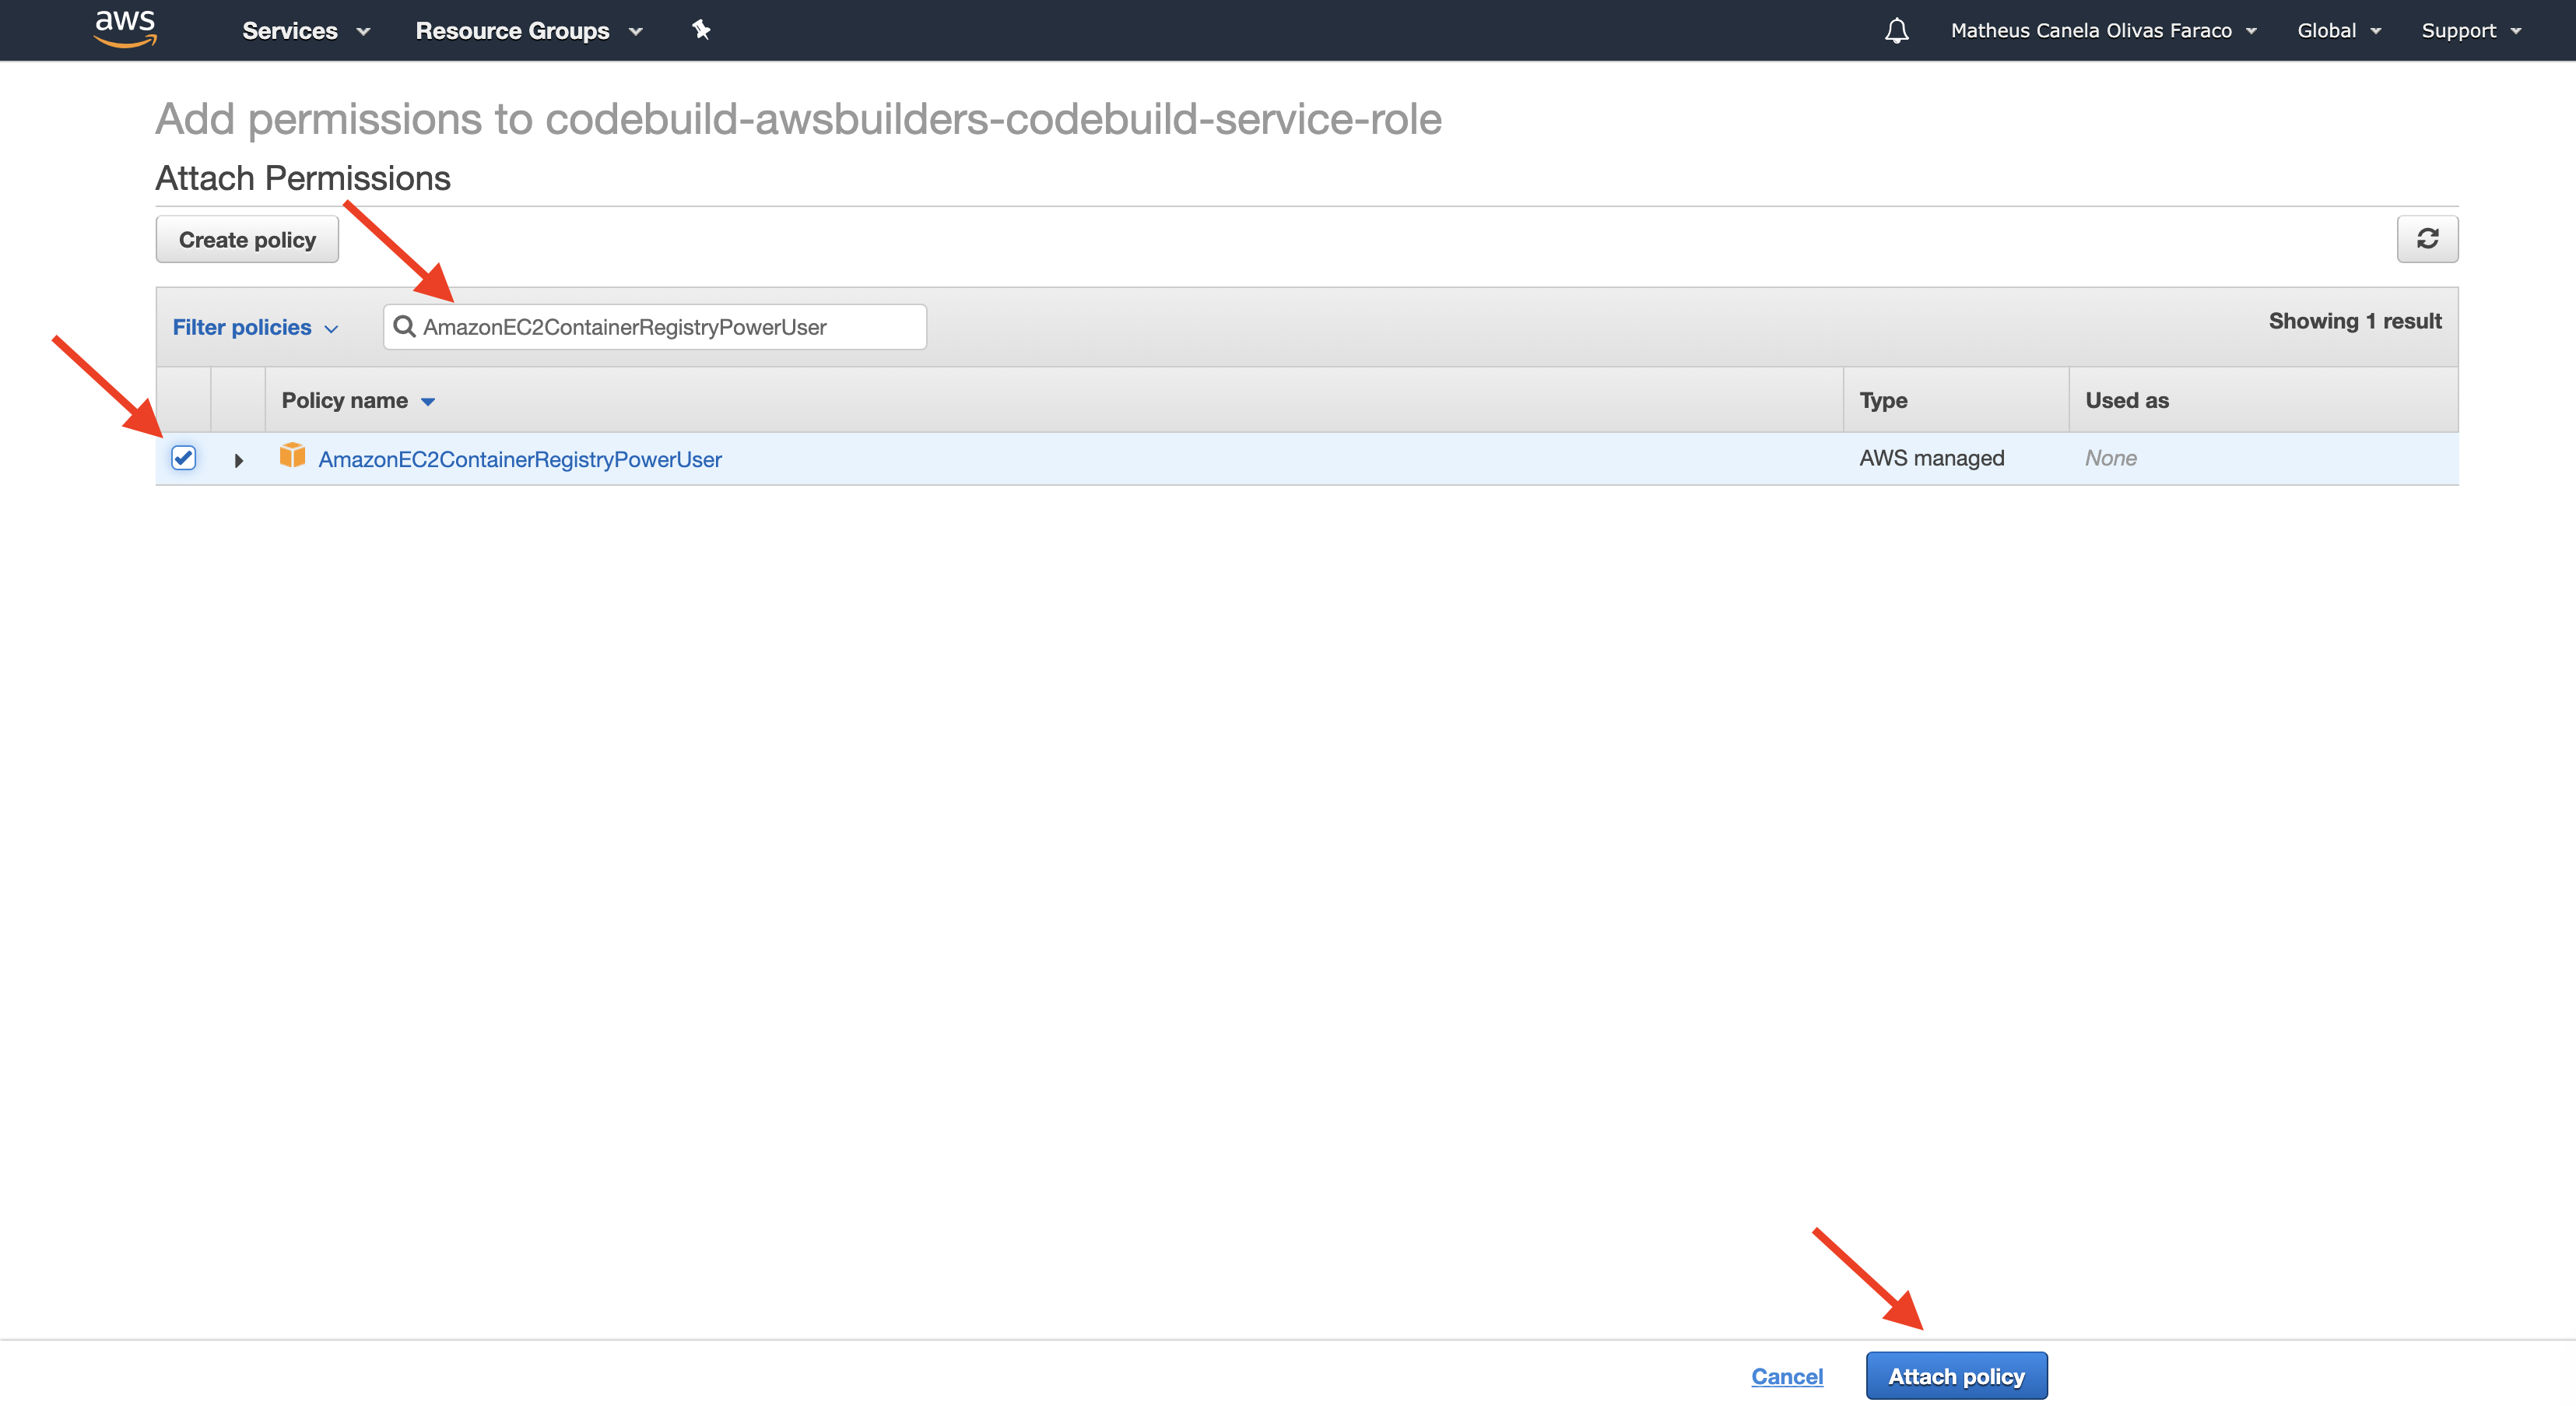 aws Services Resource Groups Matheus Canela Olivas Faraco Global Support
Add permissions to codebuild-awsbuilders-codebuild-service-role
Attach Permissions
Create policy
Filter policies AmazonEC2ContainerRegistryPowerUser Showing 1 result
Policy name Type Used as
AmazonEC2ContainerRegistryPowerUser AWS managed None
Cancel Attach policy